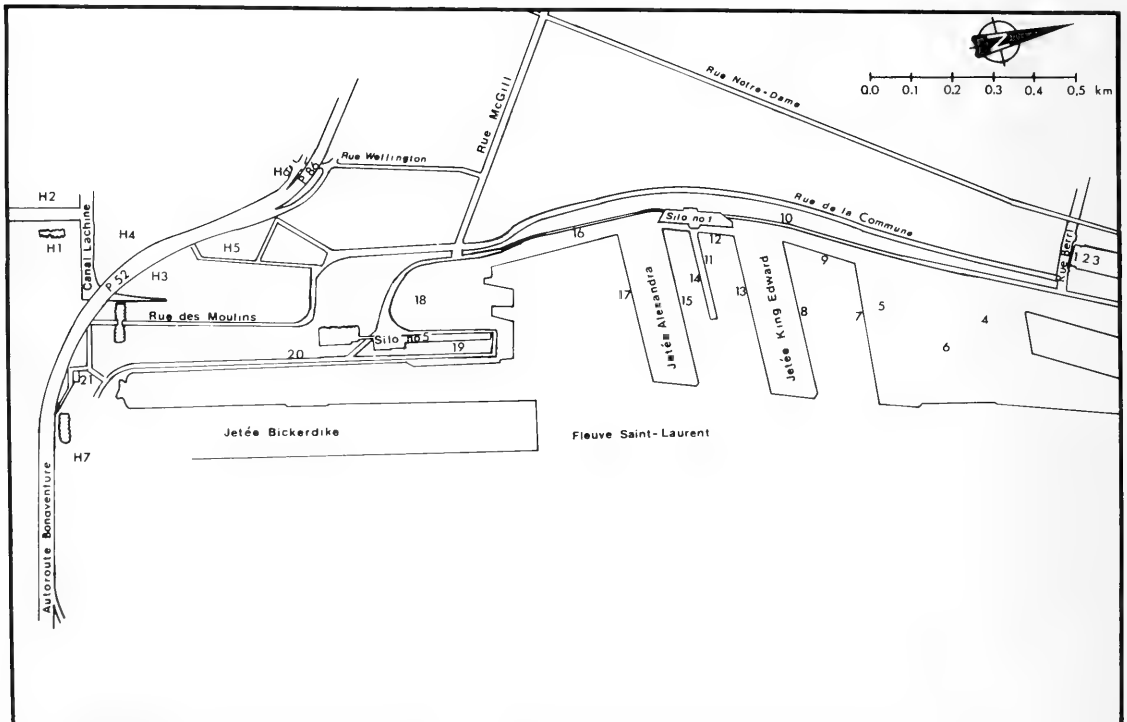 N
0.0 0.1 0.2 0.3 0.4 0.5 km
Rue Notre-Dame
Rue McGill
Rue Wellington
H6
P. 86
H2
H1
Canal Lachine
H4
H5
H3
P. 52
Rue de la Commune
10
Silo no 1
Rue Berri
1 2 3
16
12
11
9
14
17
Jetée Alexandra
15
13
Jetée King Edward
8
7
5
4
6
18
Rue des Moulins
Silo no 5
19
20
21
Jetée Bickerdike
Fleuve Saint-Laurent
H7
Autoroute Bonaventure